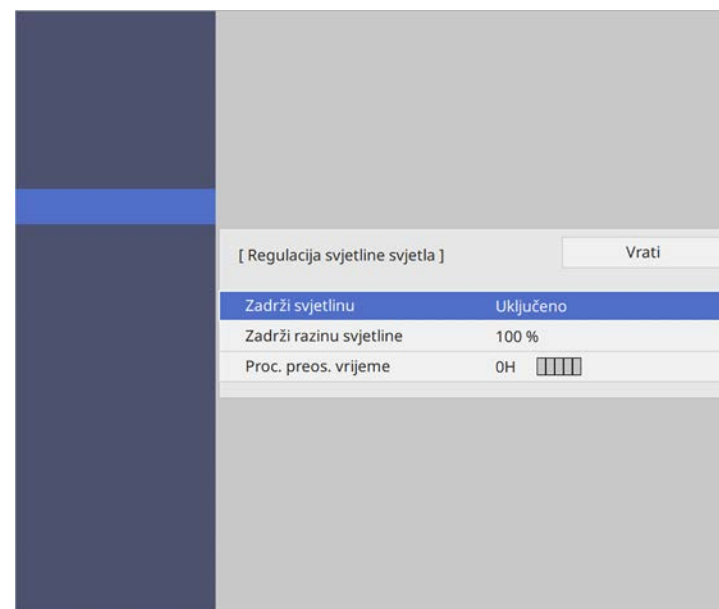 [ Regulacija svjetline svjetla ] Vrati
Zadrži svjetlinu Uključeno
Zadrži razinu svjetline 100 %
Proc. preos. vrijeme 0H